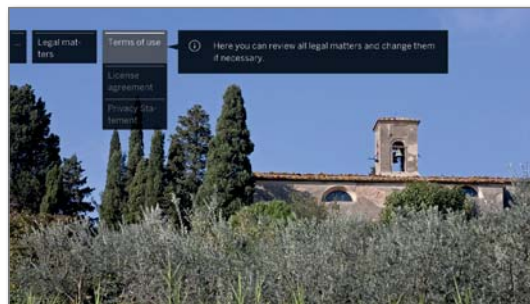 ...
Legal mat-
ters
Terms of use
Here you can review all legal matters and change them
if necessary.
License
agreement
Privacy Sta-
tement